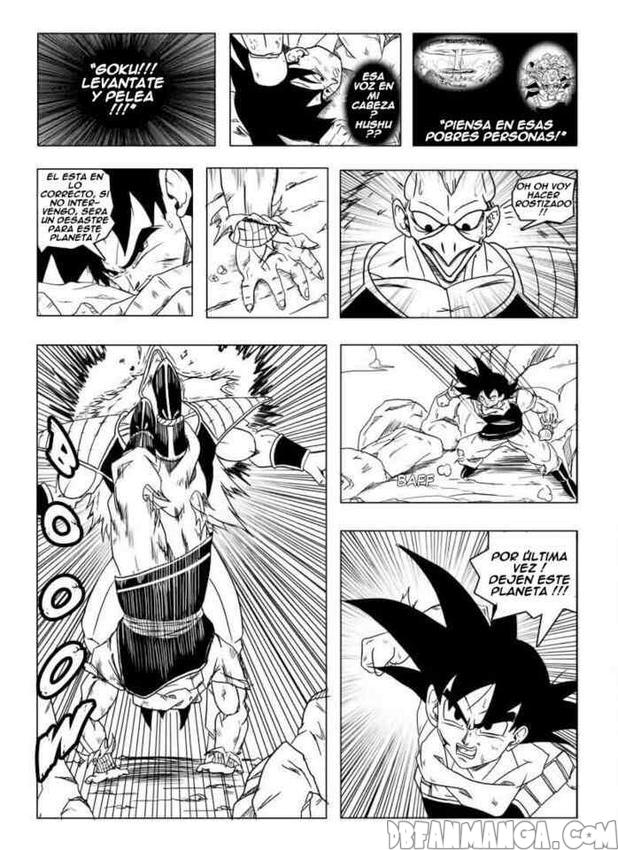 "GOKU!!!
LEVANTATE
Y PELEA
!!!"
ESA
VOZ EN
MI
CABEZA
?
HUSHU
??
"PIENSA EN ESAS
POBRES PERSONAS!"
EL ESTA EN
LO
CORRECTO, SI
NO INTER-
VENGO, SERA
UN DESASTRE
PARA ESTE
PLANETA !
OH OH VOY
HACER
ROSTIZADO
!!
BOOOM
BAFF
POR ÚLTIMA
VEZ !
DEJEN ESTE
PLANETA !!!
DBFANMANGA.COM